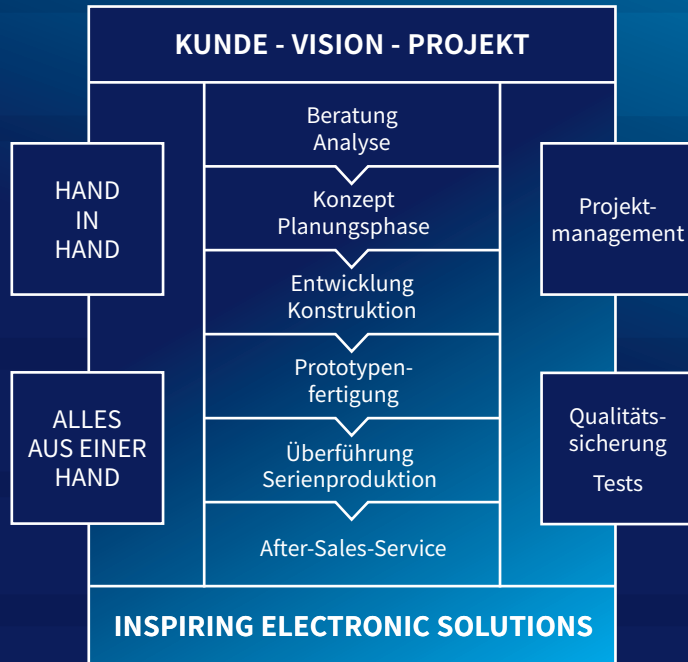 KUNDE - VISION - PROJEKT
Beratung
Analyse
HAND
IN
HAND
Konzept
Planungsphase
Projekt-
management
Entwicklung
Konstruktion
Prototypen-
fertigung
ALLES
AUS EINER
HAND
Überführung
Serienproduktion
Qualitäts-
sicherung
Tests
After-Sales-Service
INSPIRING ELECTRONIC SOLUTIONS